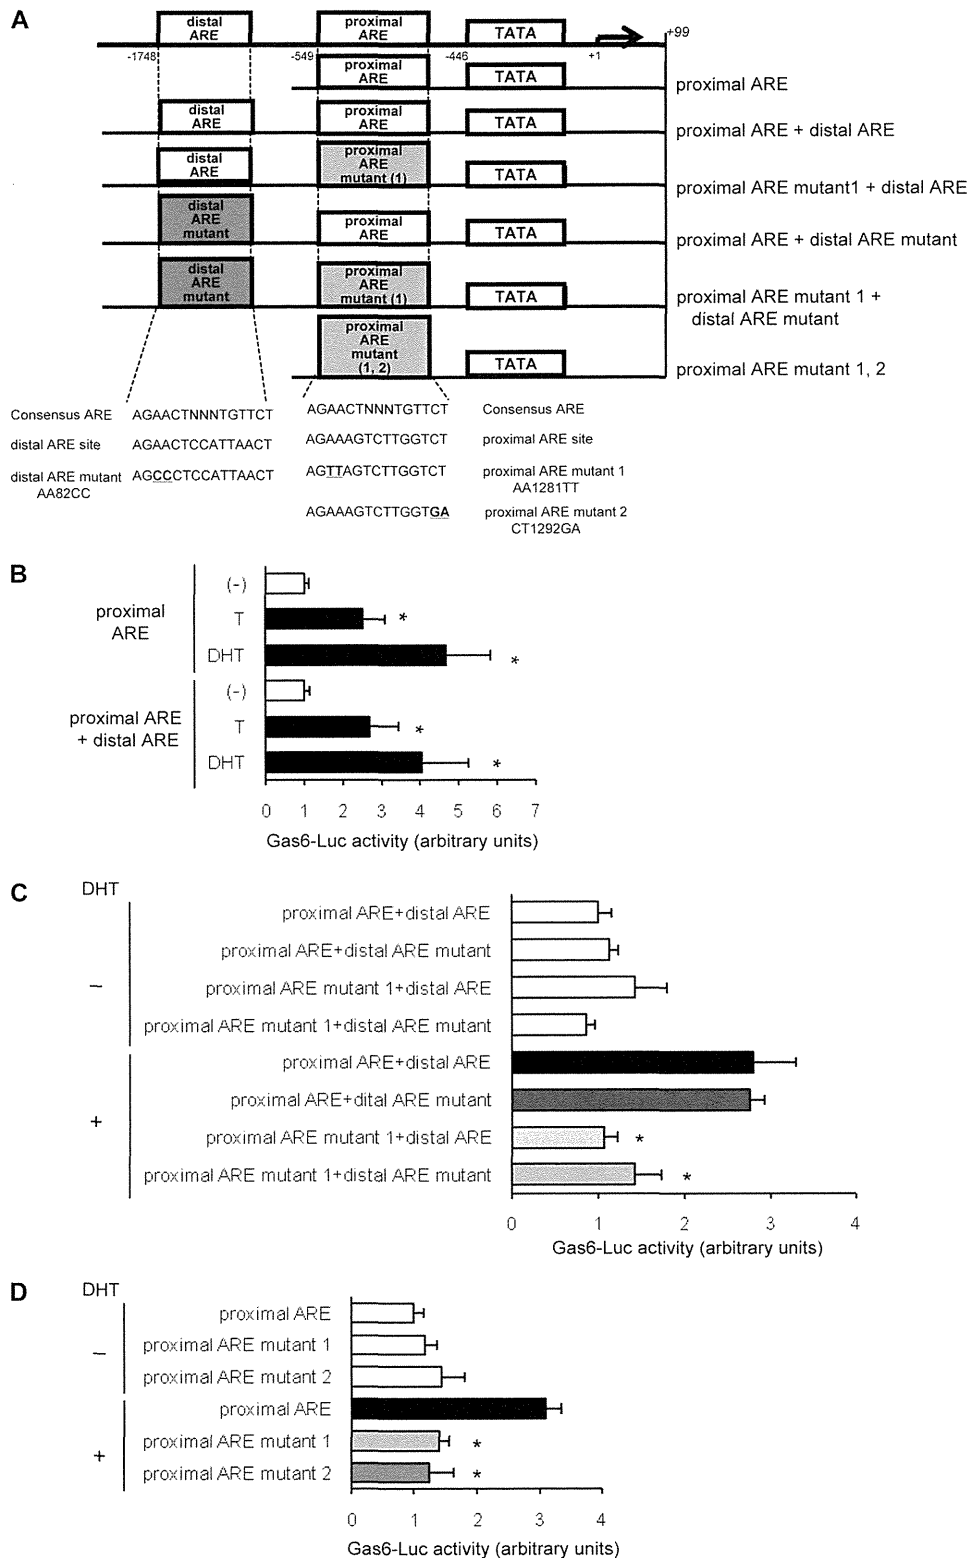 A
distal
ARE
proximal
ARE
TATA
+99
-1748
-549
-446
+1
proximal
ARE
TATA
proximal ARE
distal
ARE
proximal
ARE
TATA
proximal ARE + distal ARE
distal
ARE
proximal
ARE
mutant (1)
TATA
proximal ARE mutant1 + distal ARE
distal
ARE
mutant
proximal
ARE
TATA
proximal ARE + distal ARE mutant
distal
ARE
mutant
proximal
ARE
mutant (1)
TATA
proximal ARE mutant 1 +
distal ARE mutant
proximal
ARE
mutant
(1, 2)
TATA
proximal ARE mutant 1, 2
Consensus ARE AGAACTNNNTGTTCT
distal ARE site AGAACTCCATTAACT
distal ARE mutant AGCCCTCCATTAACT
AA82CC
AGAACTNNNTGTTCT Consensus ARE
AGAAAGTCTTGGTCT proximal ARE site
AGTTAGTCTTGGTCT proximal ARE mutant 1
AA1281TT
AGAAAGTCTTGGTGA proximal ARE mutant 2
CT1292GA
B
proximal
ARE
(-)
T *
DHT *
proximal ARE
+ distal ARE
(-)
T *
DHT *
0 1 2 3 4 5 6 7
Gas6-Luc activity (arbitrary units)
C
DHT
–
proximal ARE+distal ARE
proximal ARE+distal ARE mutant
proximal ARE mutant 1+distal ARE
proximal ARE mutant 1+distal ARE mutant
+
proximal ARE+distal ARE
proximal ARE+dital ARE mutant
proximal ARE mutant 1+distal ARE *
proximal ARE mutant 1+distal ARE mutant *
0 1 2 3 4
Gas6-Luc activity (arbitrary units)
D
DHT
–
proximal ARE
proximal ARE mutant 1
proximal ARE mutant 2
+
proximal ARE
proximal ARE mutant 1 *
proximal ARE mutant 2 *
0 1 2 3 4
Gas6-Luc activity (arbitrary units)